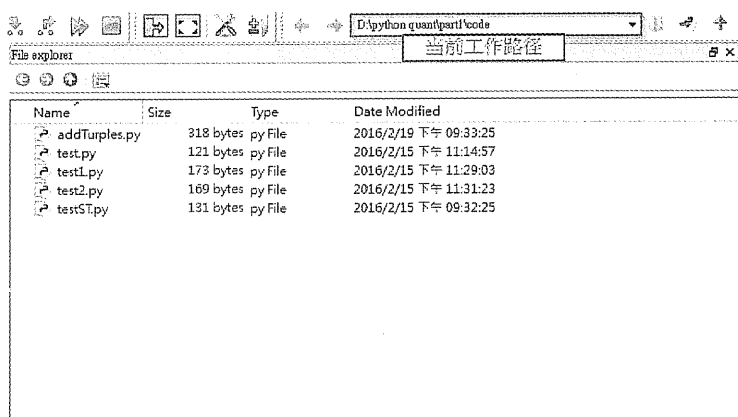 D:\python quant\part1\code
当前工作路径
File explorer
Name Size Type Date Modified
addTurples.py 318 bytes py File 2016/2/19 下午 09:33:25
test.py 121 bytes py File 2016/2/15 下午 11:14:57
test1.py 173 bytes py File 2016/2/15 下午 11:29:03
test2.py 169 bytes py File 2016/2/15 下午 11:31:23
testST.py 131 bytes py File 2016/2/15 下午 09:32:25